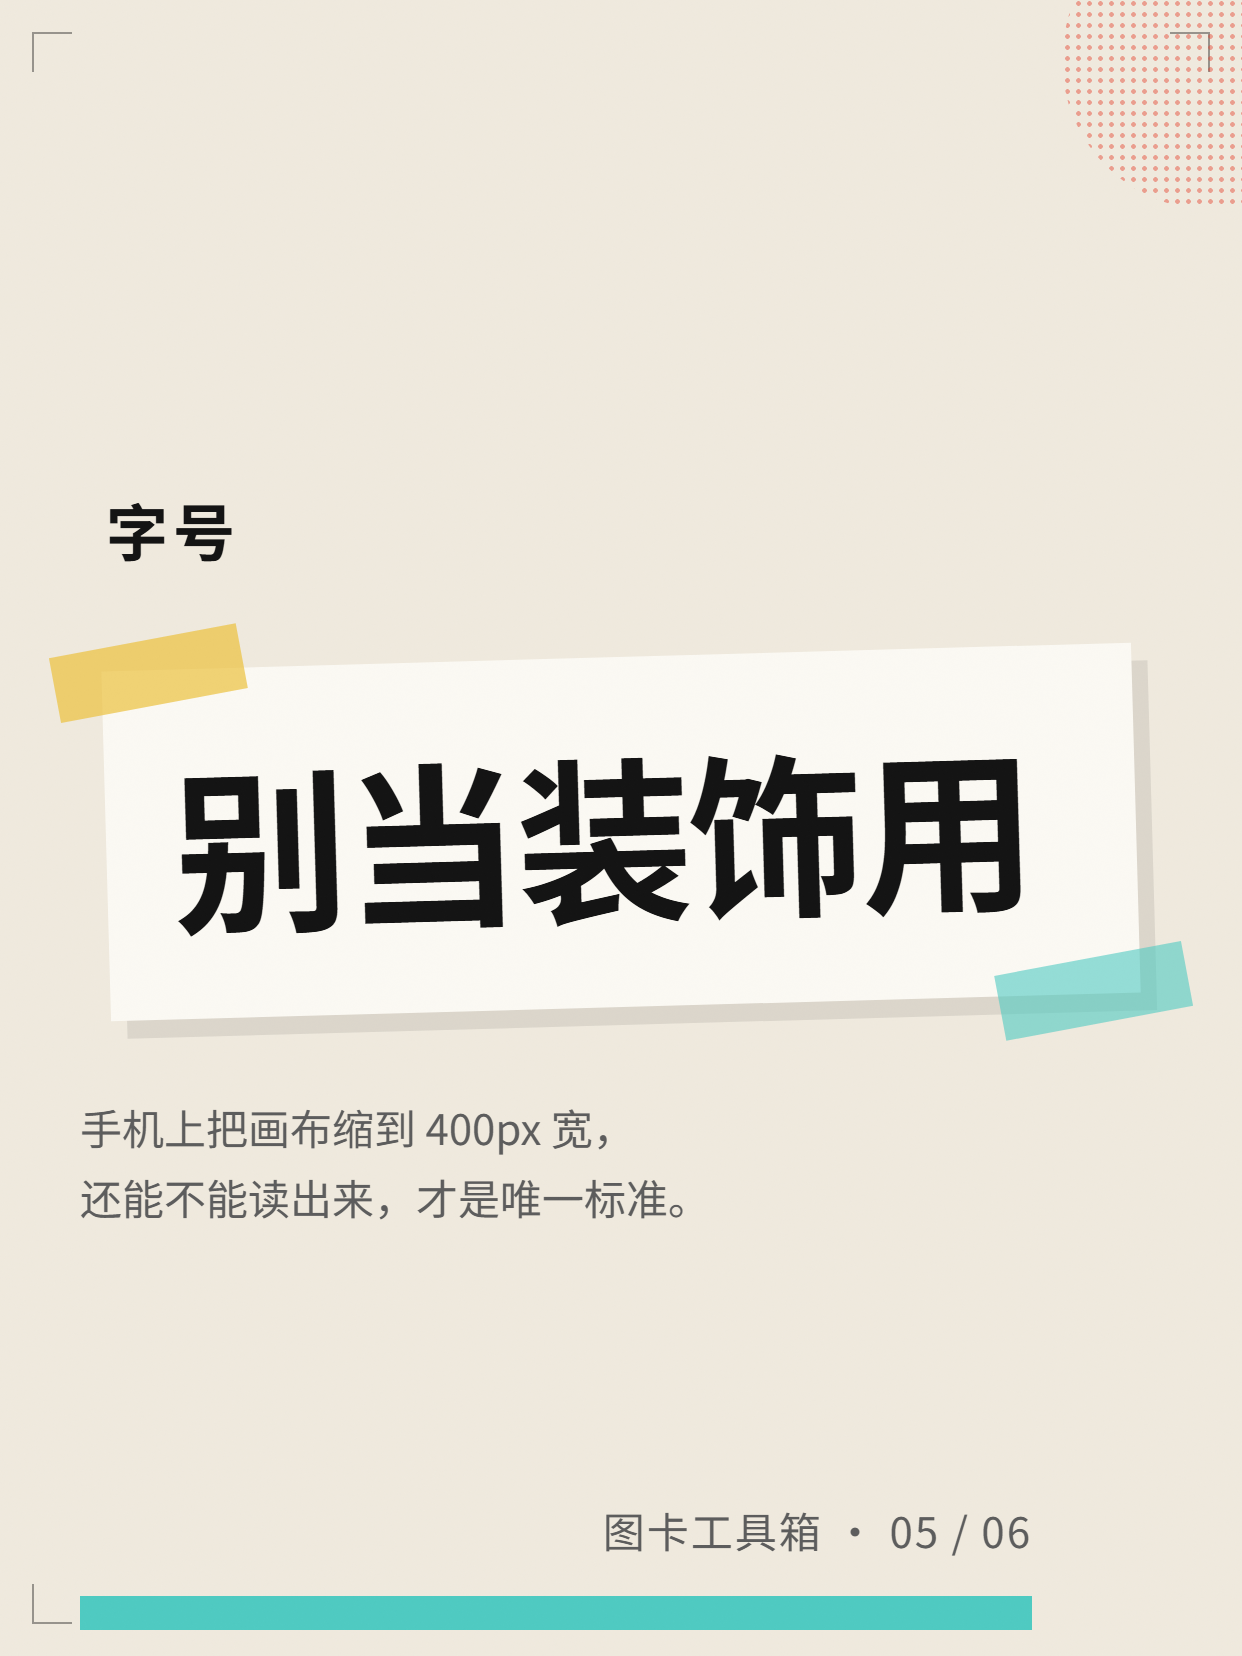 字号
别当装饰用
手机上把画布缩到 400px 宽，
还能不能读出来，才是唯一标准。
图卡工具箱 · 05 / 06